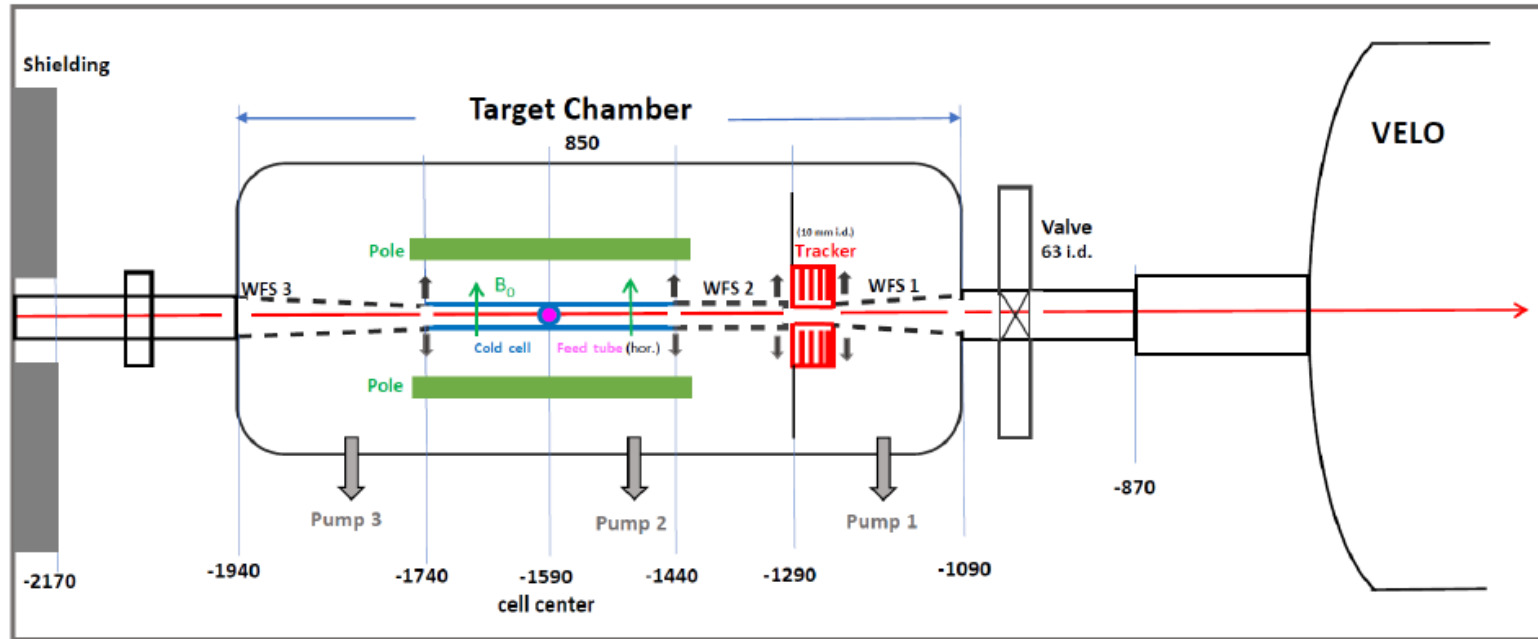 Shielding
Target Chamber
850
VELO
Valve
63 i.d.
(10 mm i.d.)
Tracker
Pole
WFS 3
B₀
WFS 2
WFS 1
Cold cell
Feed tube (hor.)
Pole
Pump 3
Pump 2
Pump 1
-870
-2170
-1940
-1740
-1590
-1440
-1290
-1090
cell center